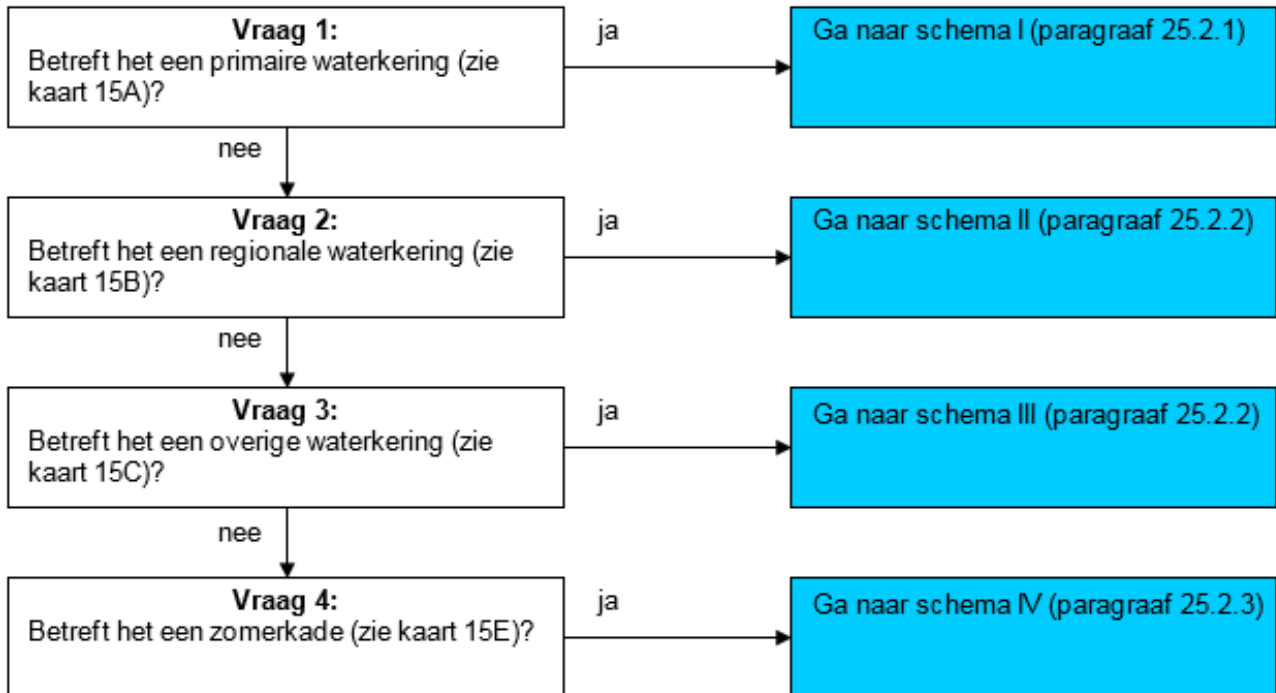 Vraag 1:
Betreft het een primaire waterkering (zie
kaart 15A)?
ja
Ga naar schema I (paragraaf 25.2.1)
nee
Vraag 2:
Betreft het een regionale waterkering (zie
kaart 15B)?
ja
Ga naar schema II (paragraaf 25.2.2)
nee
Vraag 3:
Betreft het een overige waterkering (zie
kaart 15C)?
ja
Ga naar schema III (paragraaf 25.2.2)
nee
Vraag 4:
Betreft het een zomerkade (zie kaart 15E)?
ja
Ga naar schema IV (paragraaf 25.2.3)